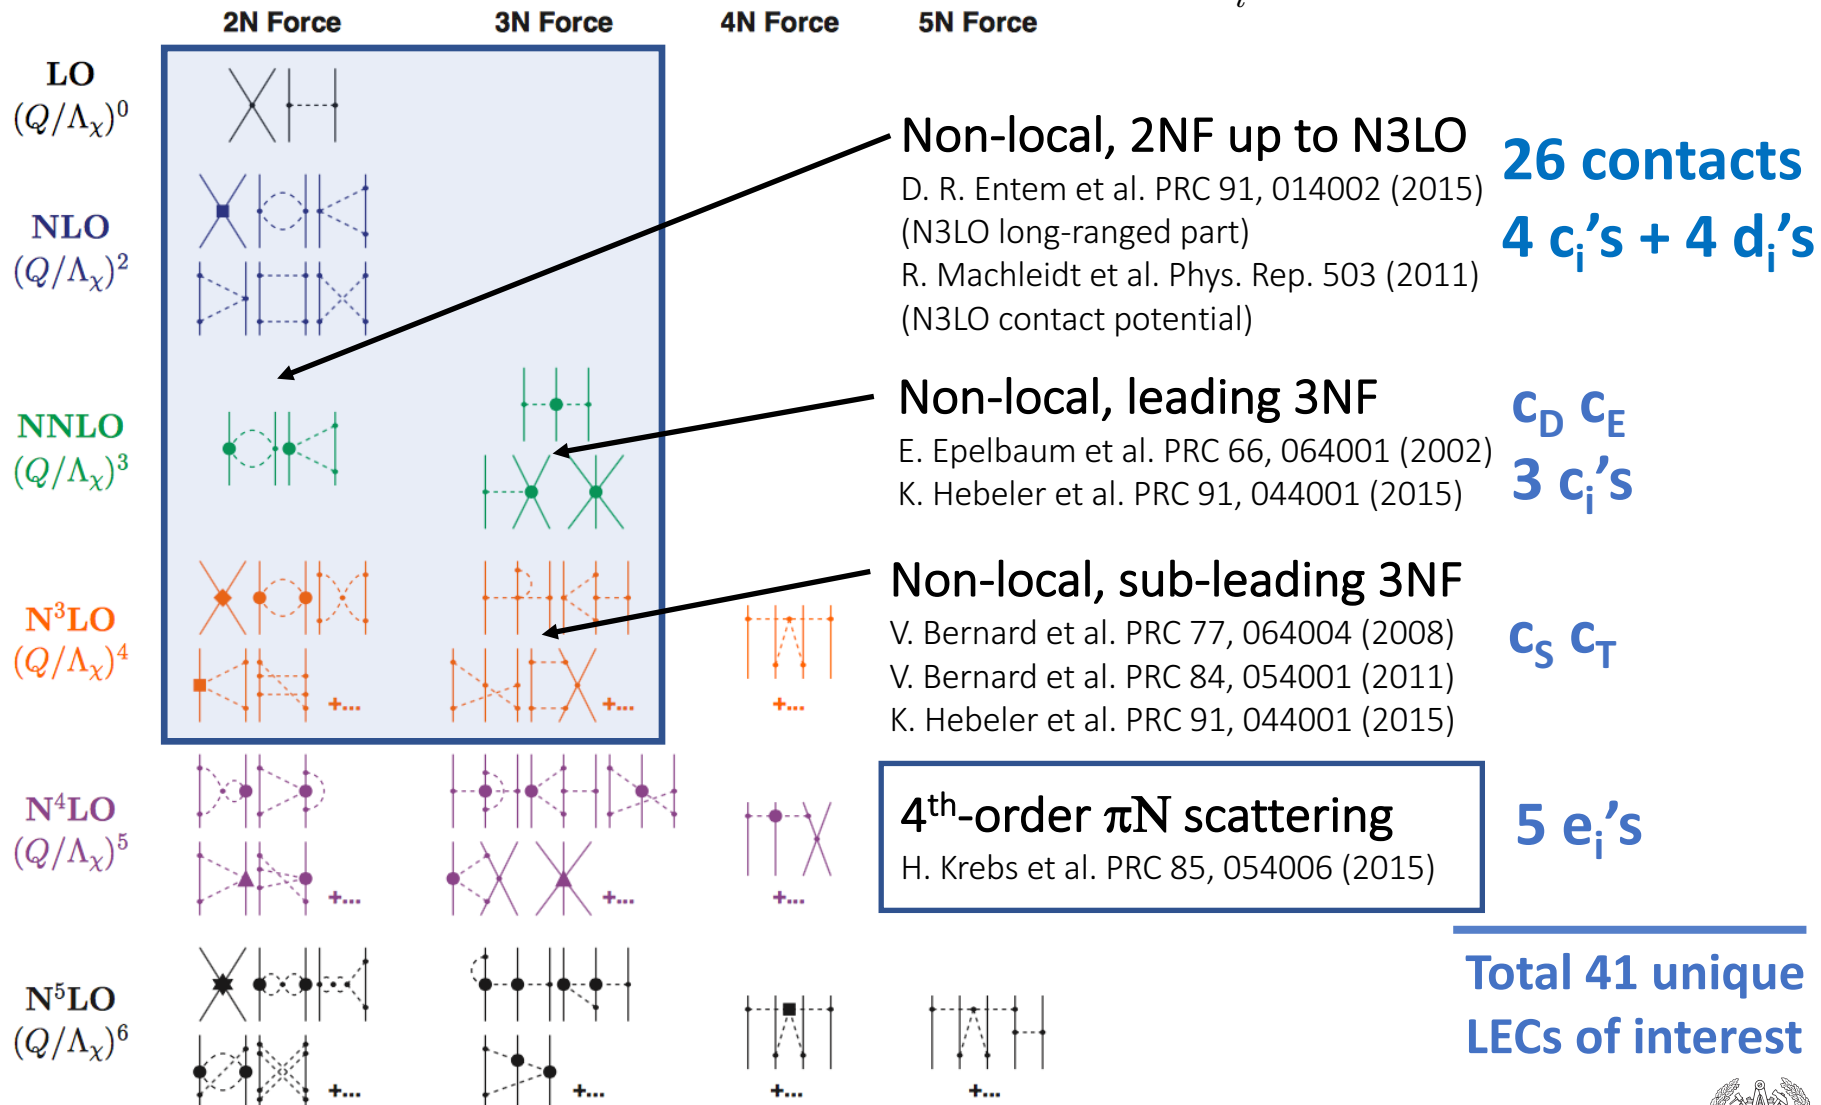 i
2N Force 3N Force 4N Force 5N Force
LO
(Q/Λχ)⁰
NLO
(Q/Λχ)²
NNLO
(Q/Λχ)³
N³LO
(Q/Λχ)⁴
+...
+...
+...
N⁴LO
(Q/Λχ)⁵
+...
+...
+...
N⁵LO
(Q/Λχ)⁶
+...
+...
+...
+...
Non-local, 2NF up to N3LO
D. R. Entem et al. PRC 91, 014002 (2015)
(N3LO long-ranged part)
R. Machleidt et al. Phys. Rep. 503 (2011)
(N3LO contact potential)
26 contacts
4 cᵢ’s + 4 dᵢ’s
Non-local, leading 3NF
E. Epelbaum et al. PRC 66, 064001 (2002)
K. Hebeler et al. PRC 91, 044001 (2015)
c_D c_E
3 cᵢ’s
Non-local, sub-leading 3NF
V. Bernard et al. PRC 77, 064004 (2008)
V. Bernard et al. PRC 84, 054001 (2011)
K. Hebeler et al. PRC 91, 044001 (2015)
c_S c_T
4th-order πN scattering
H. Krebs et al. PRC 85, 054006 (2015)
5 eᵢ’s
Total 41 unique
LECs of interest